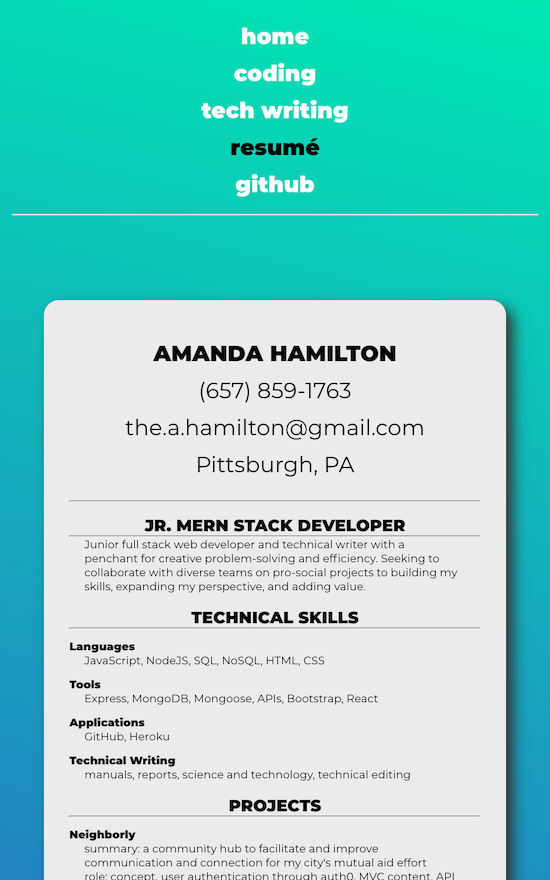 home
coding
tech writing
resumé
github
AMANDA HAMILTON
(657) 859-1763
the.a.hamilton@gmail.com
Pittsburgh, PA
JR. MERN STACK DEVELOPER
Junior full stack web developer and technical writer with a
penchant for creative problem-solving and efficiency. Seeking to
collaborate with diverse teams on pro-social projects to building my
skills, expanding my perspective, and adding value.
TECHNICAL SKILLS
Languages
JavaScript, NodeJS, SQL, NoSQL, HTML, CSS
Tools
Express, MongoDB, Mongoose, APIs, Bootstrap, React
Applications
GitHub, Heroku
Technical Writing
manuals, reports, science and technology, technical editing
PROJECTS
Neighborly
summary: a community hub to facilitate and improve
communication and connection for my city's mutual aid effort
role: concept, user authentication through auth0, MVC content, API